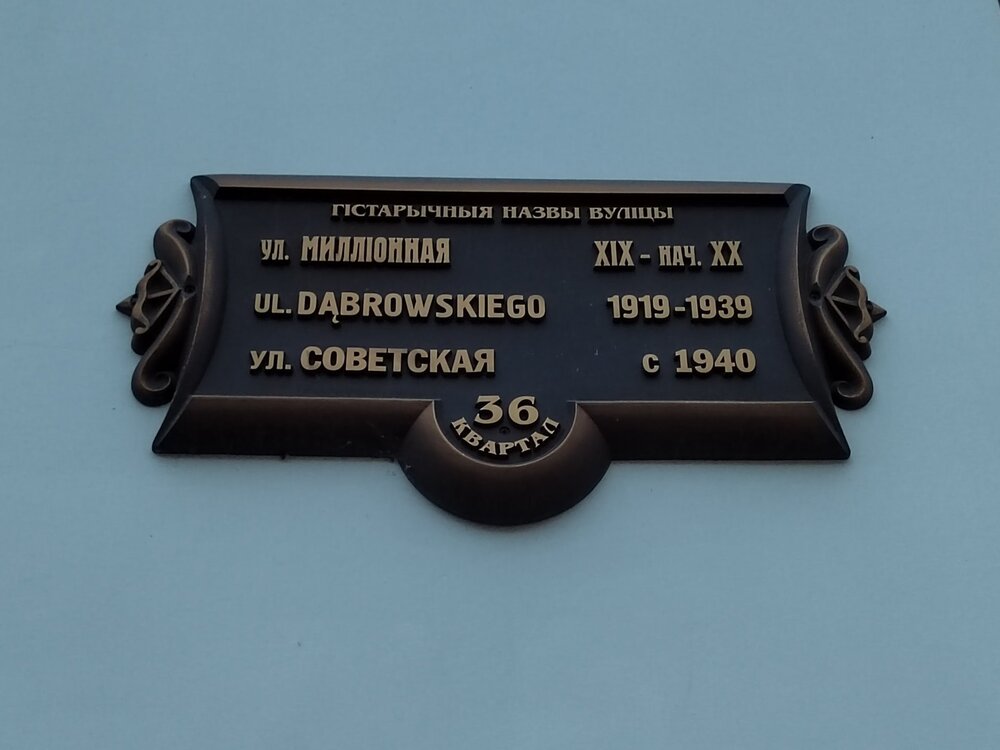 ГІСТАРЫЧНЫЯ НАЗВЫ ВУЛІЦЫ
УЛ. МИЛЛІОННАЯ XIX - НАЧ. XX
UL. DĄBROWSKIEGO 1919-1939
УЛ. СОВЕТСКАЯ с 1940
36
КВАРТАЛ